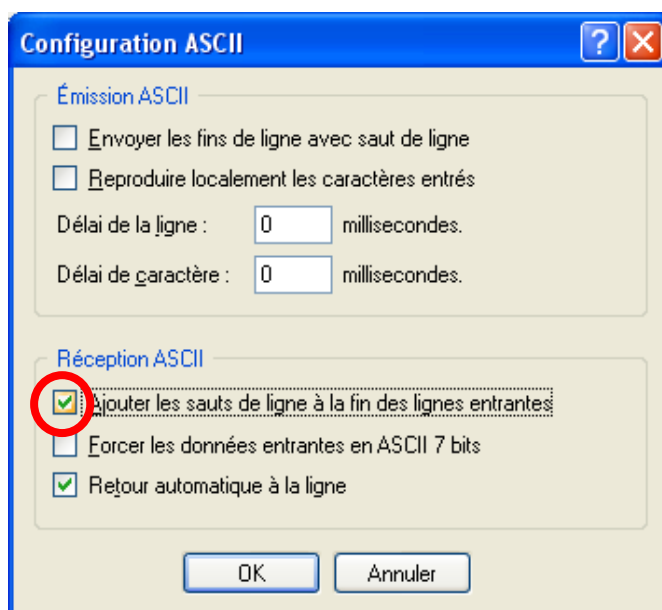 Configuration ASCII
Émission ASCII
Envoyer les fins de ligne avec saut de ligne
Reproduire localement les caractères entrés
Délai de la ligne : 0 millisecondes.
Délai de caractère : 0 millisecondes.
Réception ASCII
Ajouter les sauts de ligne à la fin des lignes entrantes
Forcer les données entrantes en ASCII 7 bits
Retour automatique à la ligne
OK Annuler